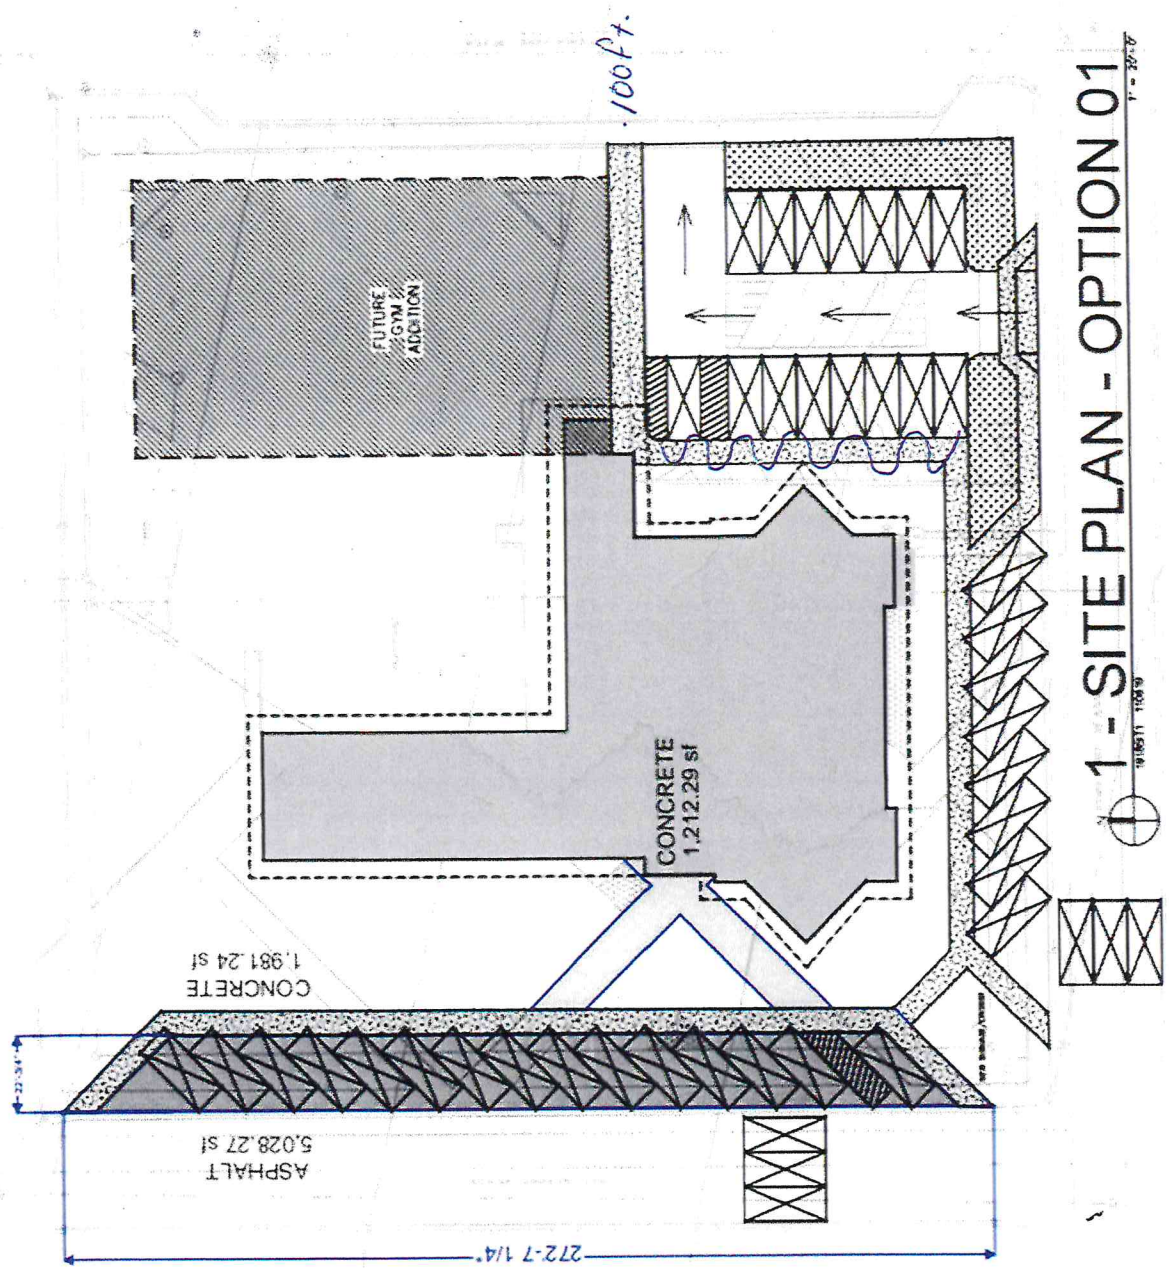 100ft.
FUTURE
GYM
ADDITION
CONCRETE
1,212.29 sf
CONCRETE
1,981.24 sf
ASPHALT
5,028.27 sf
272'-7 1/4"
1 - SITE PLAN - OPTION 01